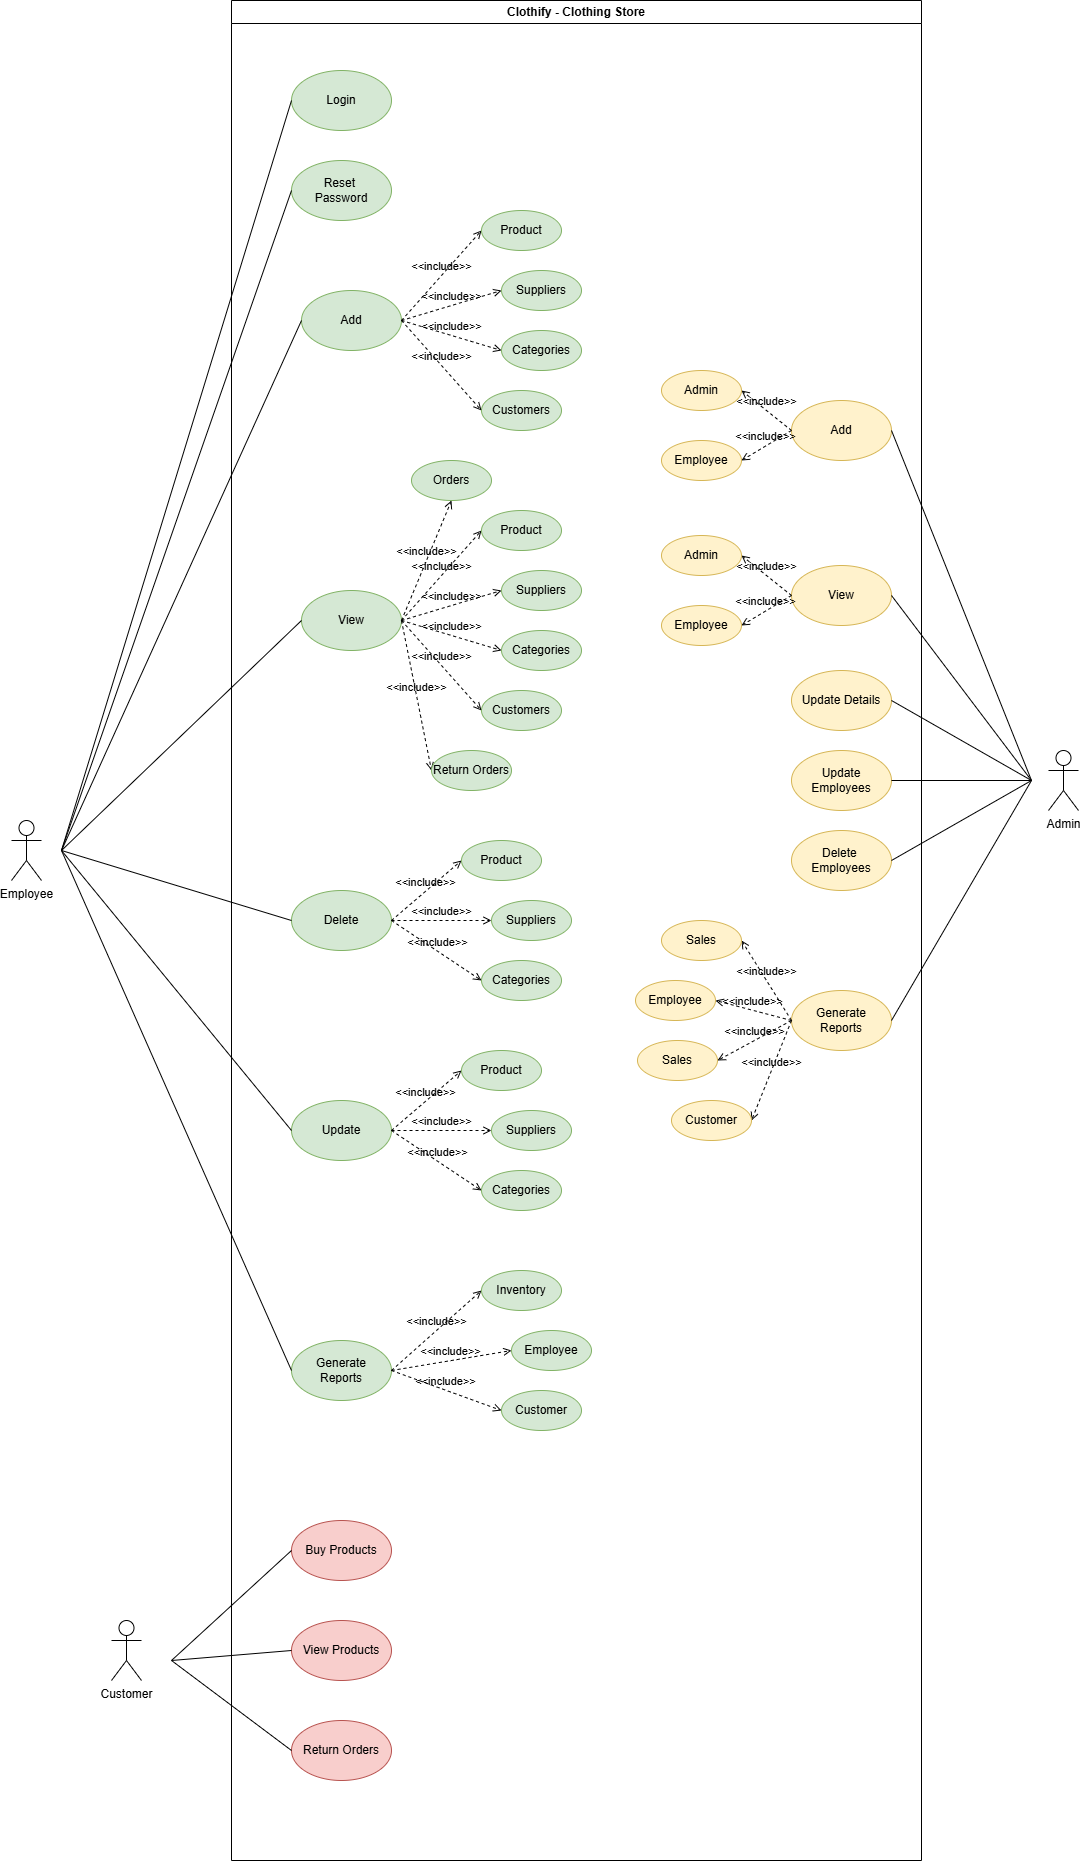 Clothify - Clothing Store
Login
Reset
Password
Product
<<include>>
Suppliers
<<include>>
Add
<<include>>
Categories
<<include>>
Customers
Orders
Product
<<include>>
<<include>>
Suppliers
<<include>>
View
<<include>>
Categories
<<include>>
<<include>>
Customers
Return Orders
Product
<<include>>
Delete
<<include>>
Suppliers
<<include>>
Categories
Product
<<include>>
Update
<<include>>
Suppliers
<<include>>
Categories
Inventory
<<include>>
Generate
Reports
<<include>>
Employee
<<include>>
Customer
Employee
Admin
<<include>>
Add
<<include>>
Employee
Admin
<<include>>
View
<<include>>
Employee
Update Details
Update
Employees
Delete
Employees
Sales
<<include>>
Employee
<<include>>
Generate
Reports
<<include>>
Sales
<<include>>
Customer
Admin
Buy Products
View Products
Return Orders
Customer